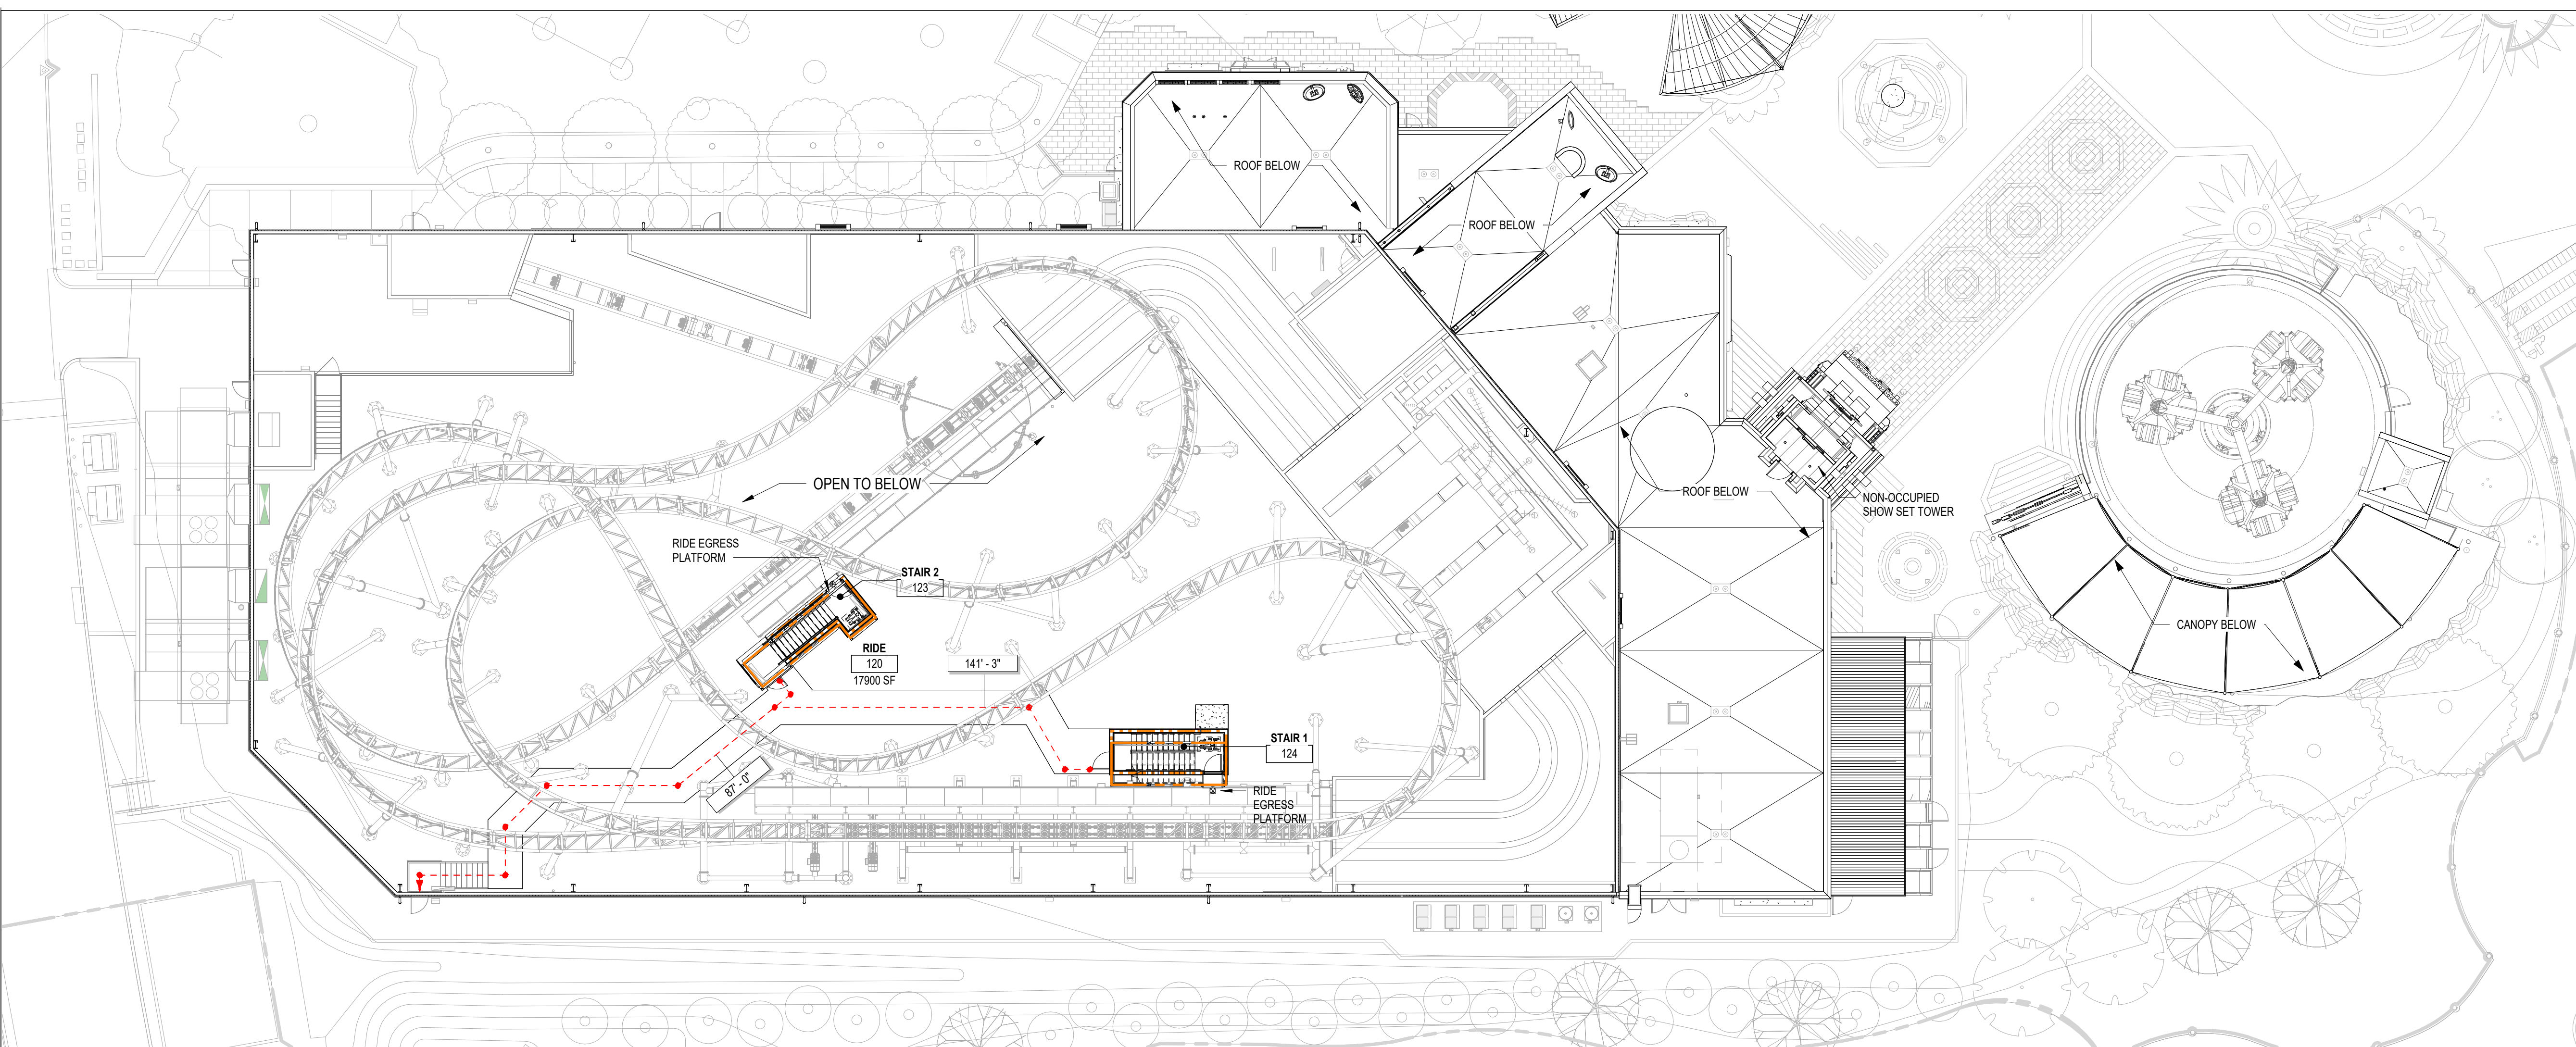 ROOF BELOW
ROOF BELOW
OPEN TO BELOW
ROOF BELOW
NON-OCCUPIED
SHOW SET TOWER
RIDE EGRESS
PLATFORM
STAIR 2
123
CANOPY BELOW
RIDE
120
17900 SF
141' - 3"
STAIR 1
124
87' - 0"
RIDE
EGRESS
PLATFORM